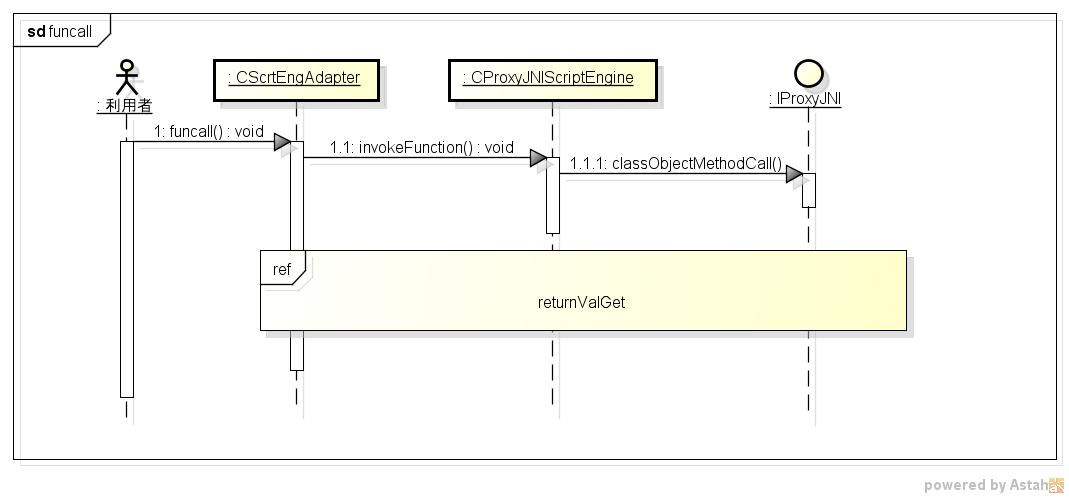 sd funcall
: 利用者
: CScrtEngAdapter
: CProxyJNIScriptEngine
: IProxyJNI
1: funcall() : void
1.1: invokeFunction() : void
1.1.1: classObjectMethodCall()
ref
returnValGet
powered by Astah